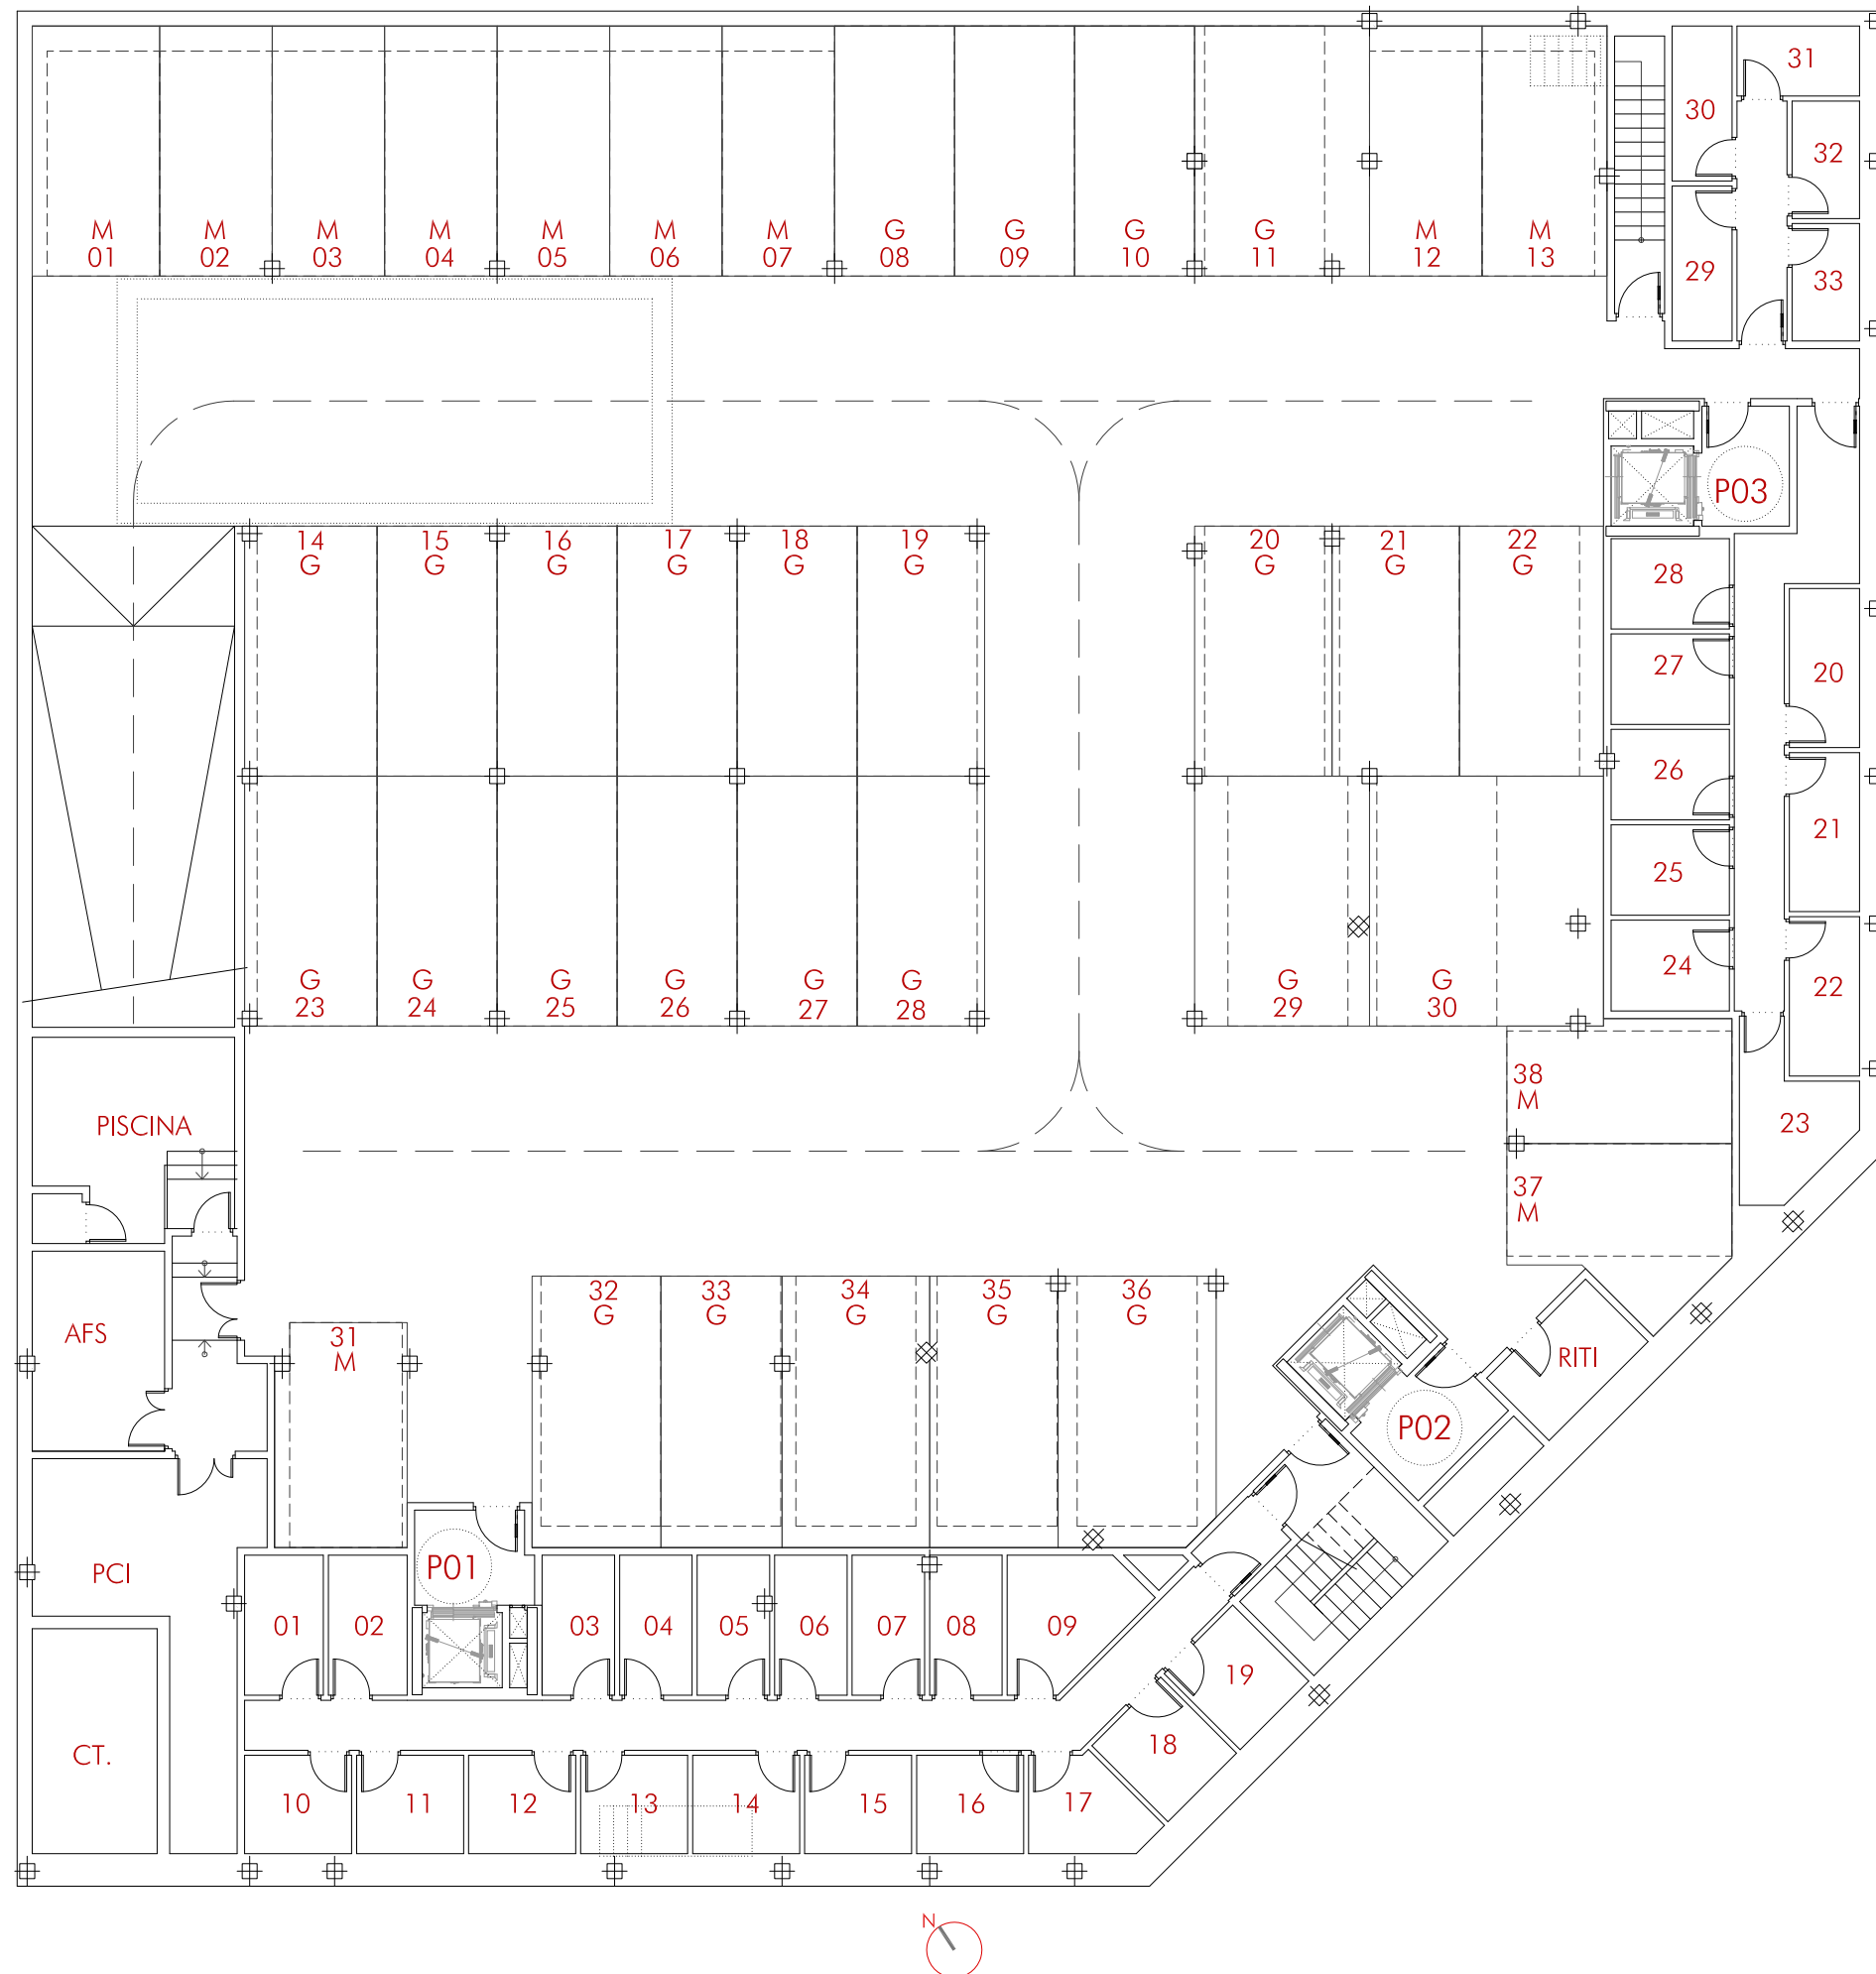 31
30
32
M M M M M M M G G G G M M
01 02 03 04 05 06 07 08 09 10 11 12 13
29
33
P03
14 15 16 17 18 19 20 21 22
G G G G G G G G G
28
27
20
26
21
25
24
22
G G G G G G G G
23 24 25 26 27 28 29 30
38
M
23
PISCINA
37
M
32 33 34 35 36
G G G G G
AFS
31
M
RITI
P02
PCI
P01
01 02 03 04 05 06 07 08 09
19
18
CT.
10 11 12 13 14 15 16 17
N